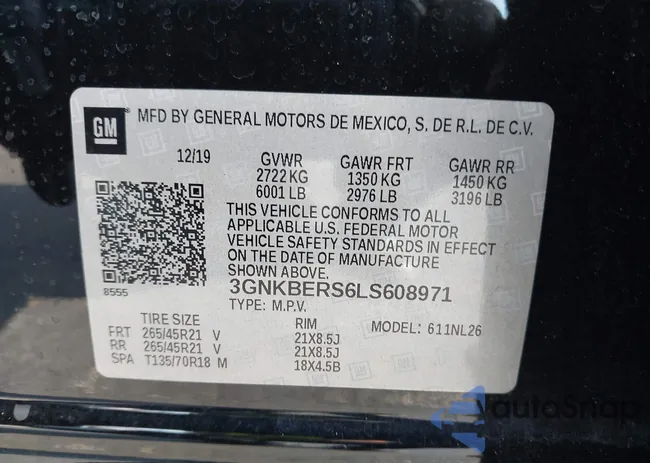 GM
MFD BY GENERAL MOTORS DE MEXICO, S. DE R.L. DE C.V.
12/19 GVWR GAWR FRT GAWR RR
2722 KG 1350 KG 1450 KG
6001 LB 2976 LB 3196 LB
THIS VEHICLE CONFORMS TO ALL
APPLICABLE U.S. FEDERAL MOTOR
VEHICLE SAFETY STANDARDS IN EFFECT
ON THE DATE OF MANUFACTURE
SHOWN ABOVE.
8555
3GNKBERS6LS608971
TYPE: M.P.V.
TIRE SIZE RIM MODEL: 611NL26
FRT 265/45R21 V 21X8.5J
RR 265/45R21 V 21X8.5J
SPA T135/70R18 M 18X4.5B